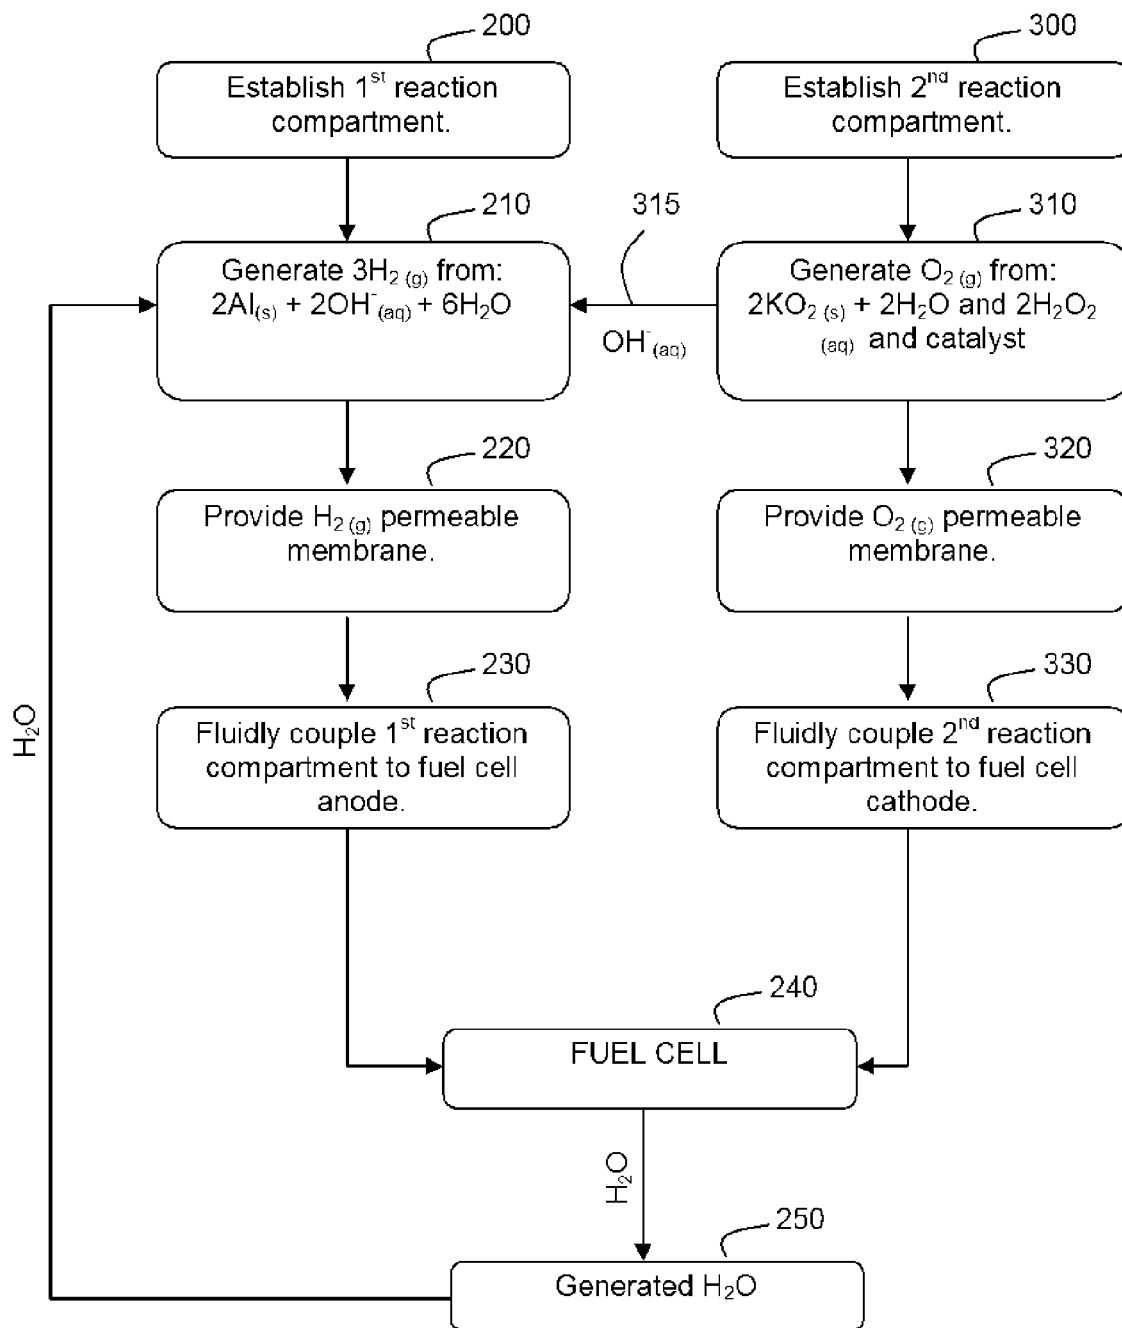 200
300
Establish 1st reaction
compartment.
Establish 2nd reaction
compartment.
210
315
310
Generate 3H2 (g) from:
2Al(s) + 2OH-(aq) + 6H2O
Generate O2 (g) from:
2KO2 (s) + 2H2O and 2H2O2
(aq) and catalyst
OH-(aq)
220
320
Provide H2 (g) permeable
membrane.
Provide O2 (g) permeable
membrane.
230
330
Fluidly couple 1st reaction
compartment to fuel cell
anode.
Fluidly couple 2nd reaction
compartment to fuel cell
cathode.
H2O
240
FUEL CELL
H2O
250
Generated H2O